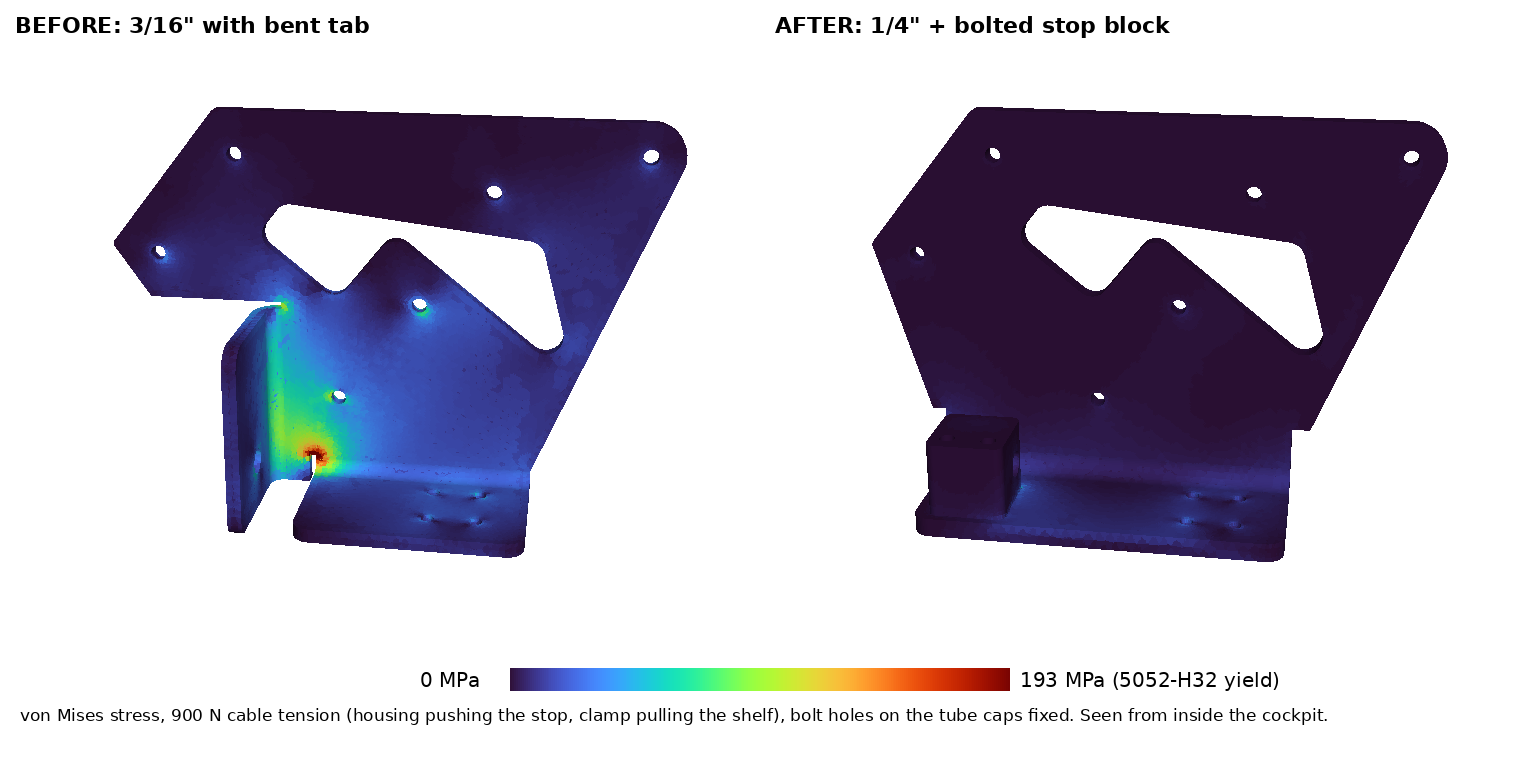 BEFORE: 3/16" with bent tab
AFTER: 1/4" + bolted stop block
0 MPa
193 MPa (5052-H32 yield)
von Mises stress, 900 N cable tension (housing pushing the stop, clamp pulling the shelf), bolt holes on the tube caps fixed. Seen from inside the cockpit.